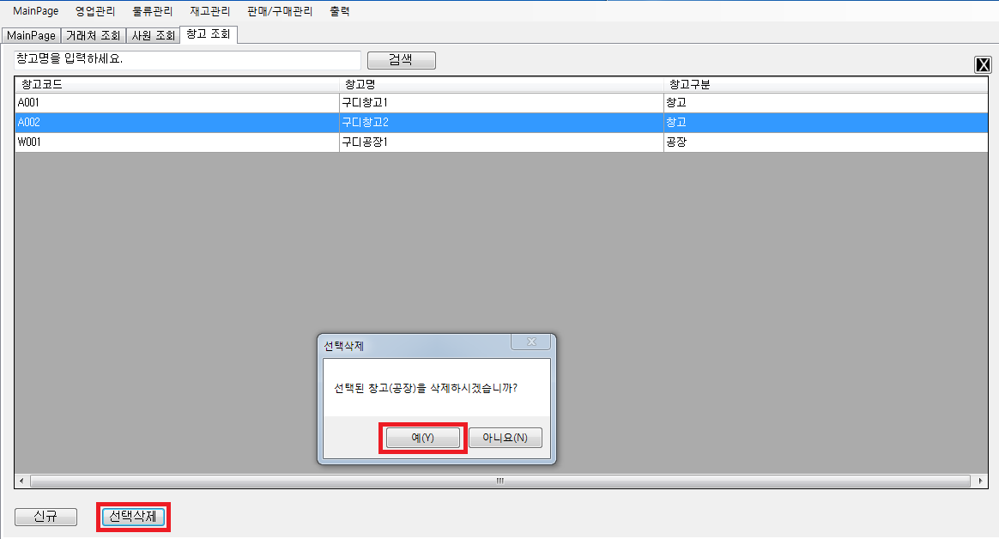 MainPage 영업관리 물류관리 재고관리 판매/구매관리 출력
MainPage 거래처 조회 사원 조회 창고 조회
창고명을 입력하세요. 검색
X
창고코드 창고명 창고구분
A001 구디창고1 창고
A002 구디창고2 창고
W001 구디공장1 공장
선택삭제
선택된 창고(공장)을 삭제하시겠습니까?
예(Y) 아니요(N)
신규 선택삭제